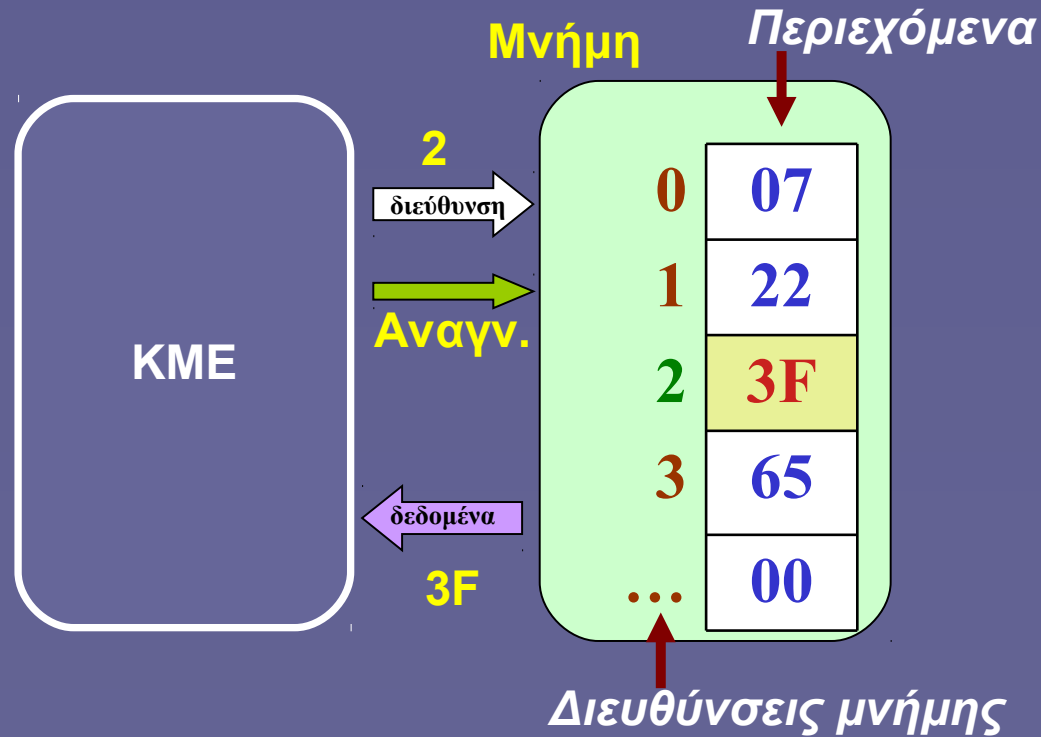 Μνήμη
Περιεχόμενα
2
διεύθυνση
Αναγν.
ΚΜΕ
δεδομένα
3F
0 07
1 22
2 3F
3 65
... 00
Διευθύνσεις μνήμης